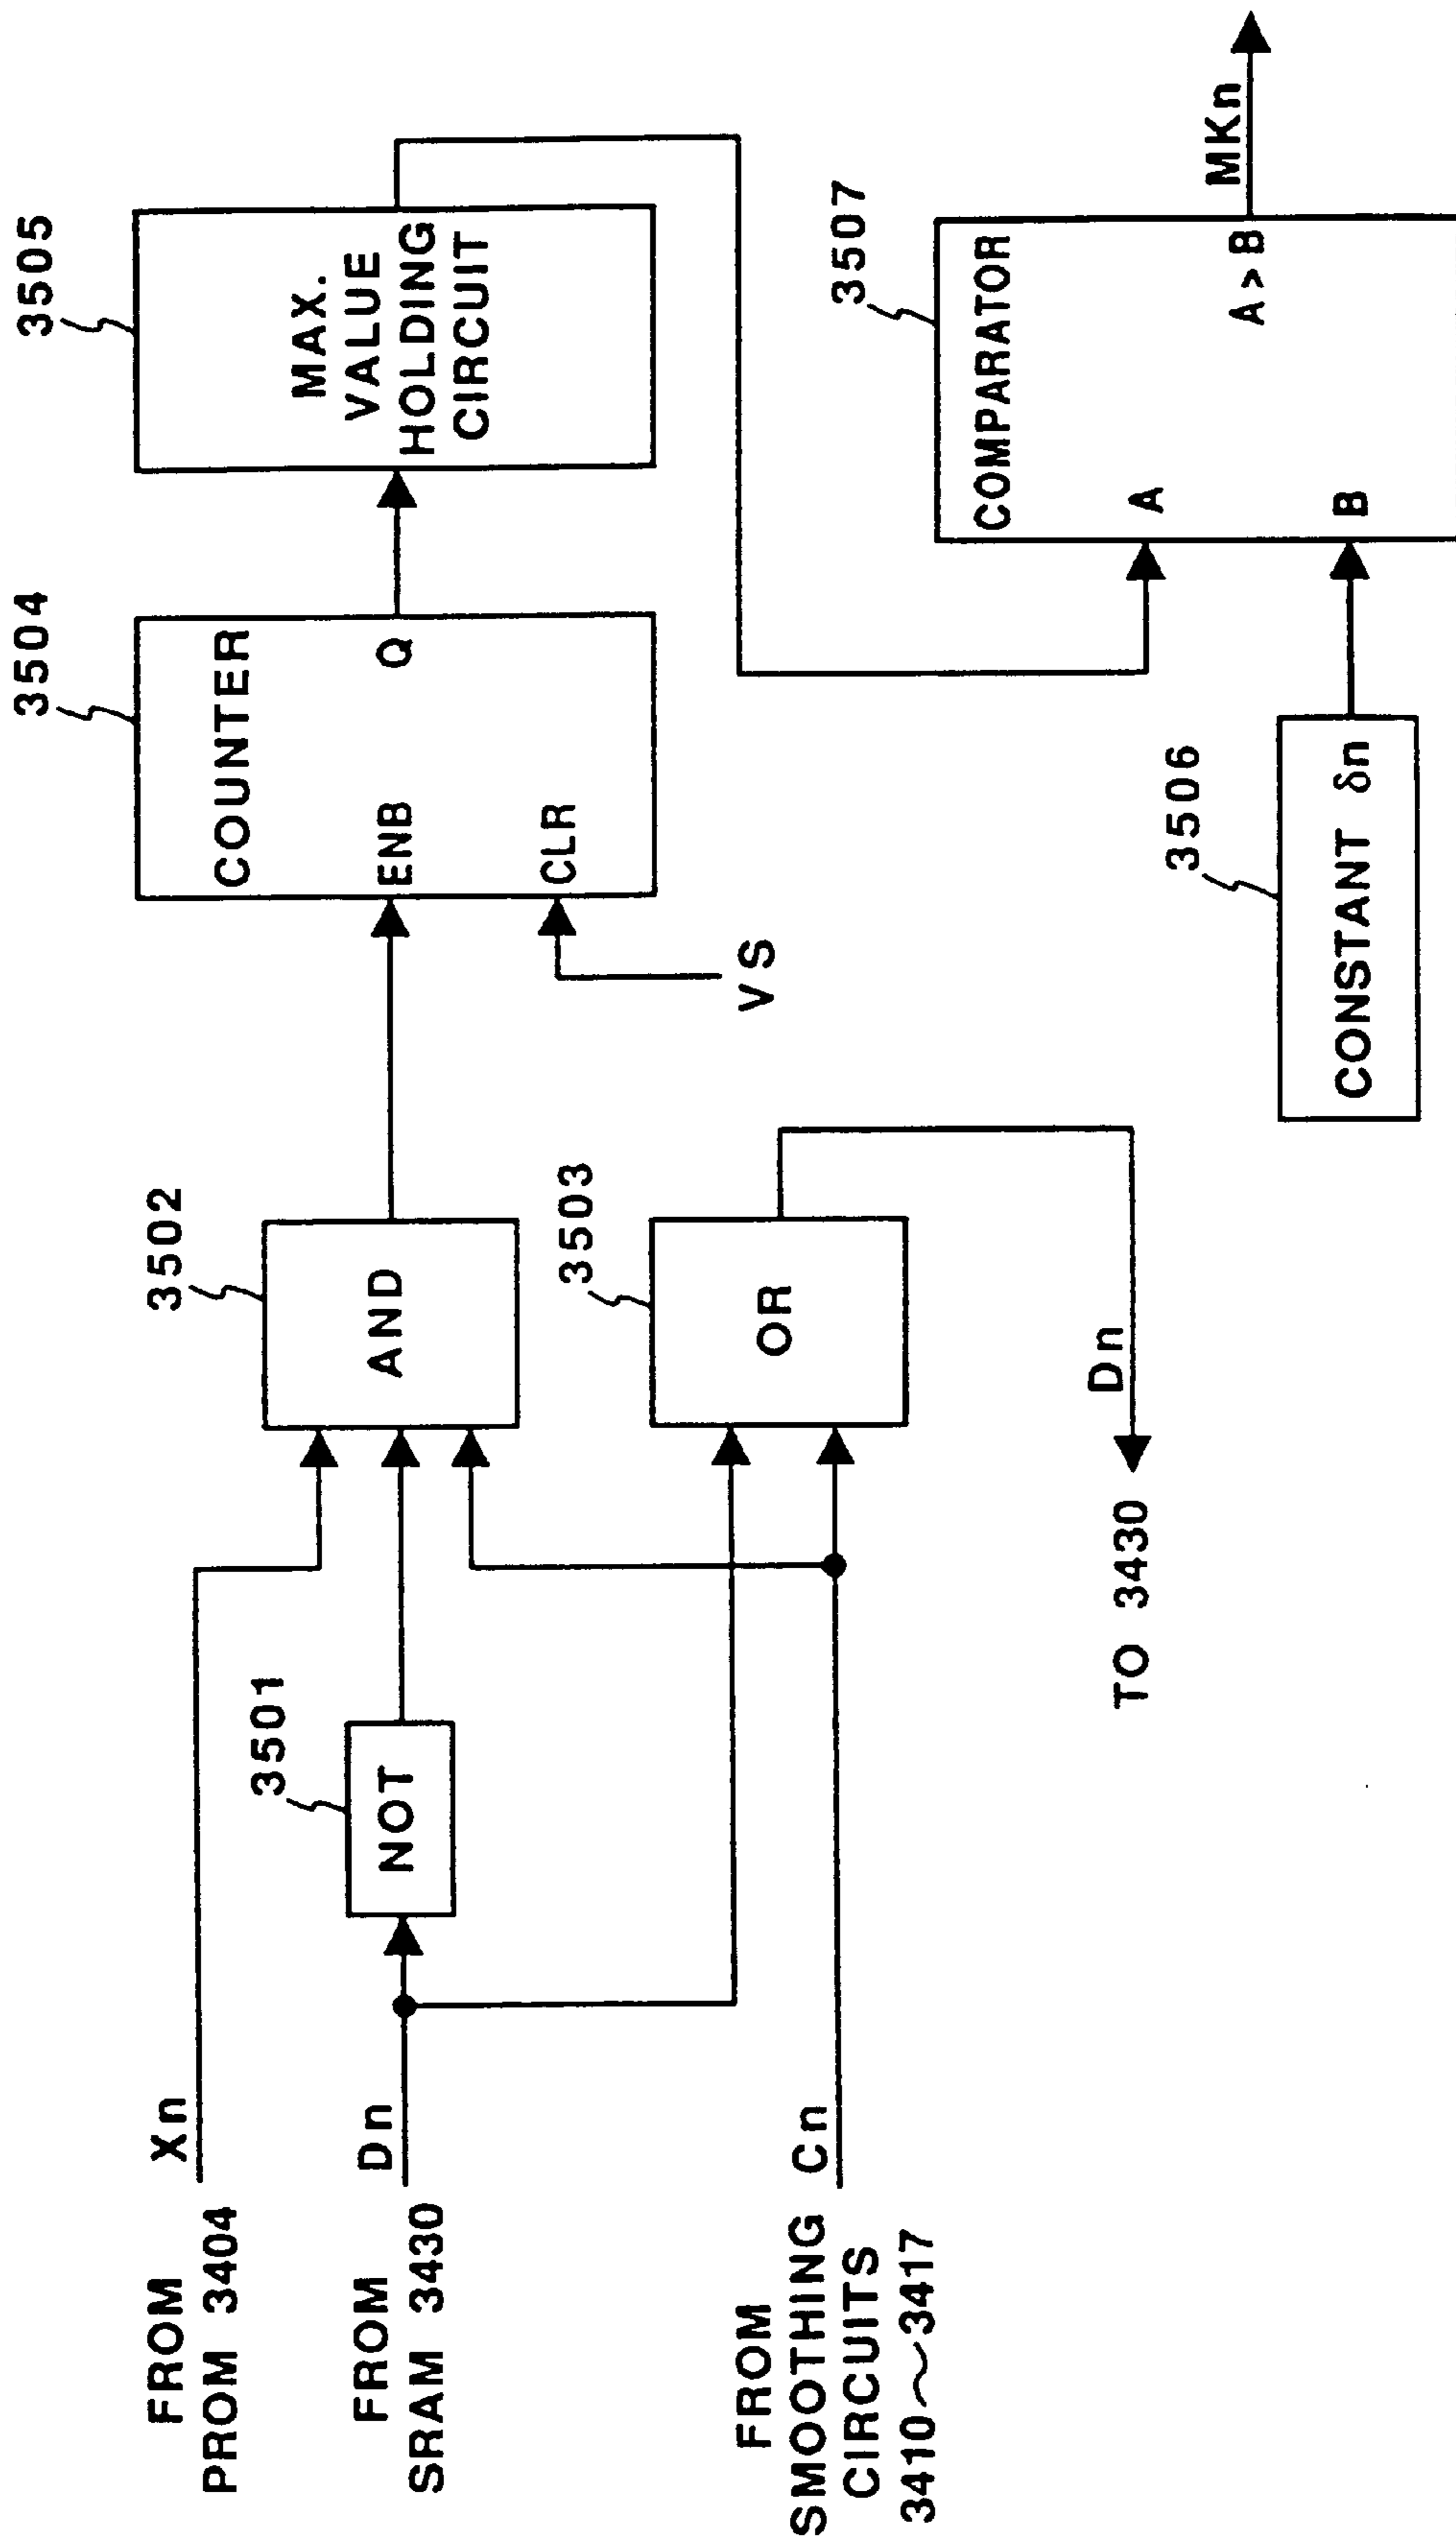 FROM
PROM 3404
Xn
FROM
SRAM 3430
Dn
FROM
SMOOTHING
CIRCUITS
3410~3417
Cn
3501
NOT
3502
AND
3503
OR
Dn
TO 3430
3504
COUNTER
ENB
Q
CLR
VS
3505
MAX.
VALUE
HOLDING
CIRCUIT
3506
CONSTANT δn
3507
COMPARATOR
A
B
A>B
MKn